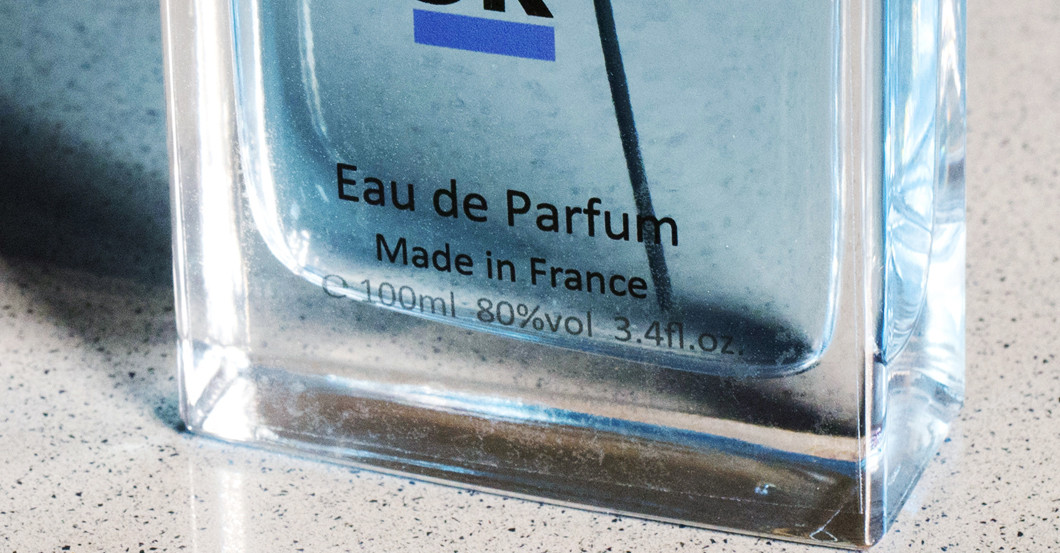 Eau de Parfum
Made in France
℮ 100ml 80%vol 3.4fl.oz.